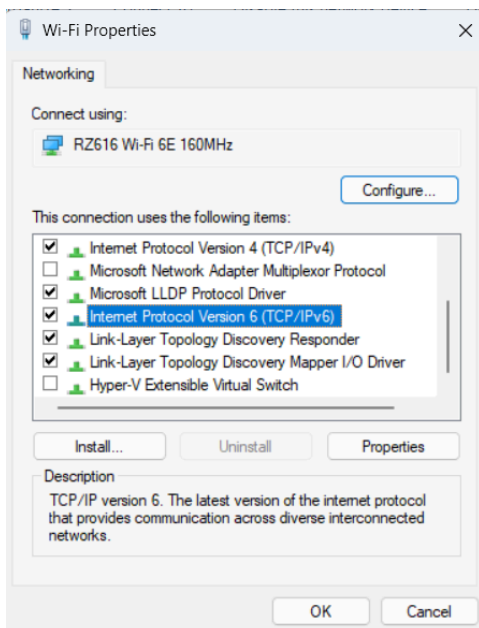 Wi-Fi Properties
Networking
Connect using:
RZ616 Wi-Fi 6E 160MHz
Configure...
This connection uses the following items:
Internet Protocol Version 4 (TCP/IPv4)
Microsoft Network Adapter Multiplexor Protocol
Microsoft LLDP Protocol Driver
Internet Protocol Version 6 (TCP/IPv6)
Link-Layer Topology Discovery Responder
Link-Layer Topology Discovery Mapper I/O Driver
Hyper-V Extensible Virtual Switch
Install...
Uninstall
Properties
Description
TCP/IP version 6. The latest version of the internet protocol
that provides communication across diverse interconnected
networks.
OK
Cancel